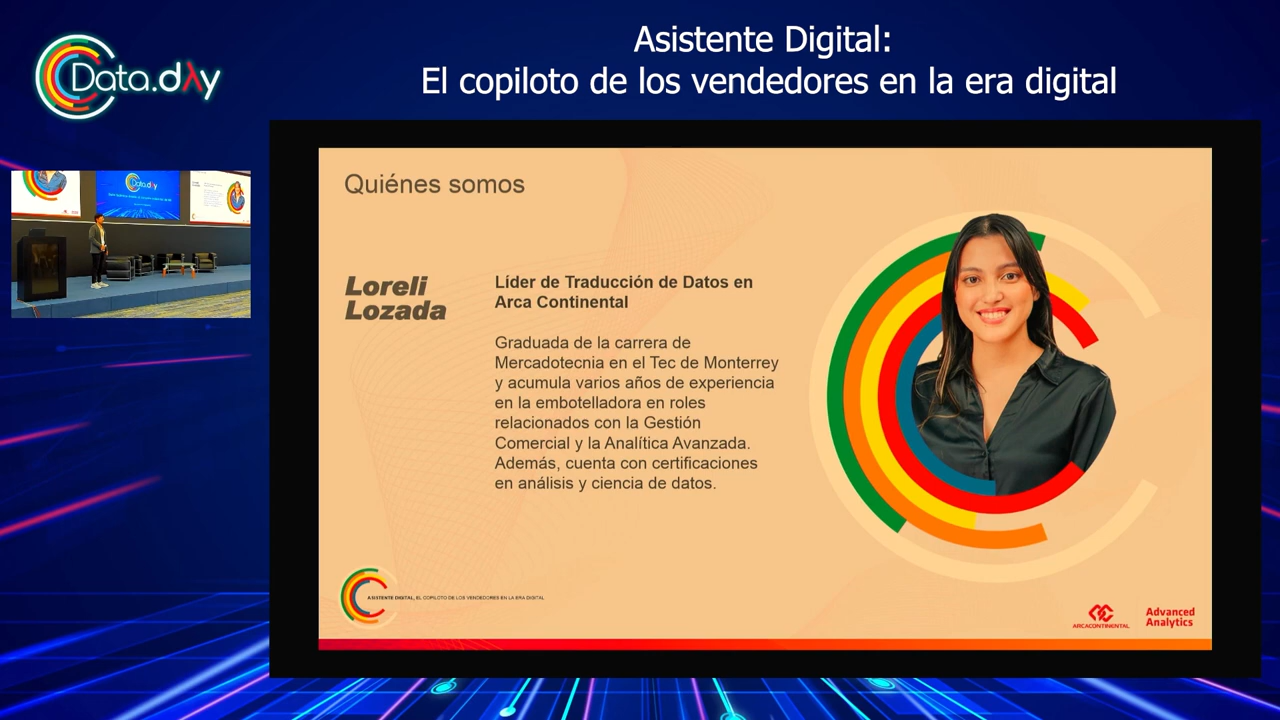 Data.dλy
Asistente Digital:
El copiloto de los vendedores en la era digital
Data.dλy
Quiénes somos
Loreli
Lozada
Líder de Traducción de Datos en
Arca Continental
Graduada de la carrera de
Mercadotecnia en el Tec de Monterrey
y acumula varios años de experiencia
en la embotelladora en roles
relacionados con la Gestión
Comercial y la Analítica Avanzada.
Además, cuenta con certificaciones
en análisis y ciencia de datos.
ASISTENTE DIGITAL, EL COPILOTO DE LOS VENDEDORES EN LA ERA DIGITAL
ARCACONTINENTAL
Advanced
Analytics